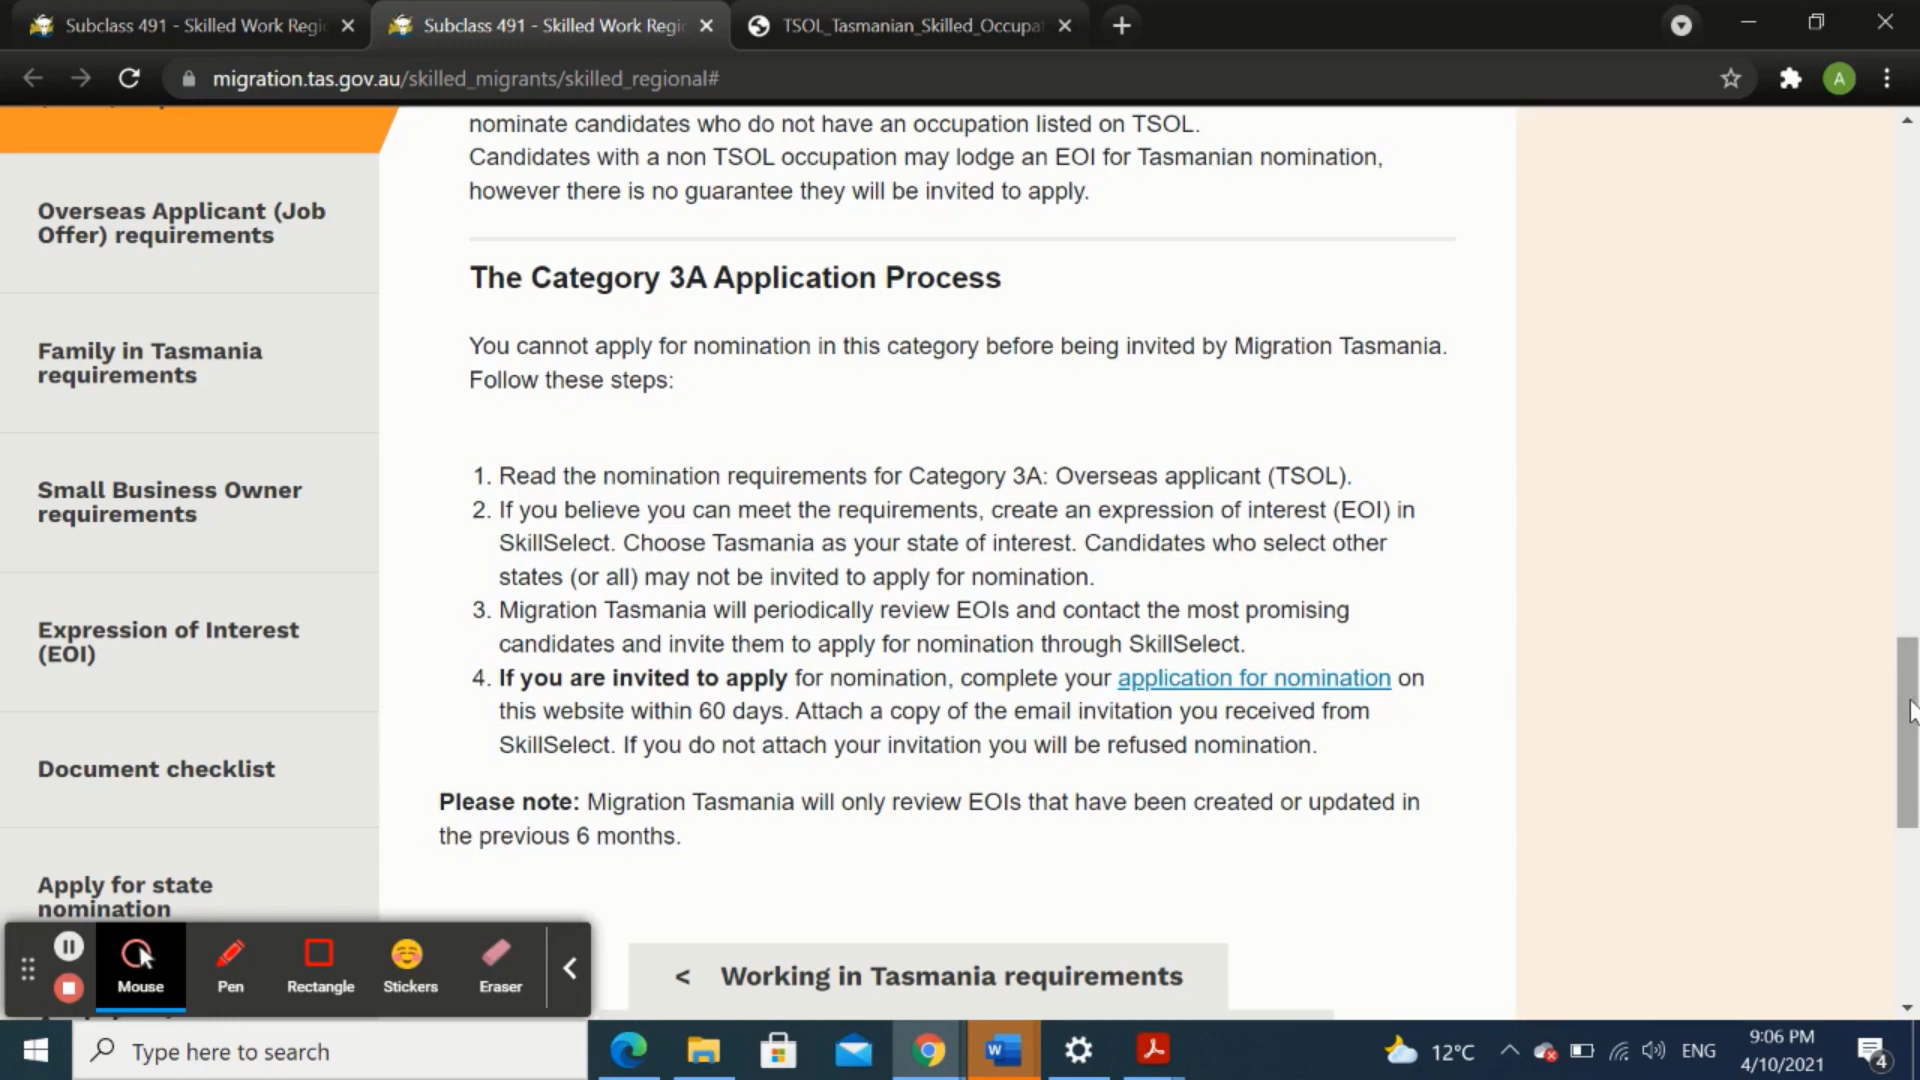 Subclass 491 - Skilled Work Regi
Subclass 491 - Skilled Work Regi
TSOL_Tasmanian_Skilled_Occupat
migration.tas.gov.au/skilled_migrants/skilled_regional#
A
nominate candidates who do not have an occupation listed on TSOL.
Candidates with a non TSOL occupation may lodge an EOI for Tasmanian nomination,
however there is no guarantee they will be invited to apply.
Overseas Applicant (Job
Offer) requirements
Family in Tasmania
requirements
Small Business Owner
requirements
Expression of Interest
(EOI)
Document checklist
Apply for state
nomination
The Category 3A Application Process
You cannot apply for nomination in this category before being invited by Migration Tasmania.
Follow these steps:
1. Read the nomination requirements for Category 3A: Overseas applicant (TSOL).
2. If you believe you can meet the requirements, create an expression of interest (EOI) in
SkillSelect. Choose Tasmania as your state of interest. Candidates who select other
states (or all) may not be invited to apply for nomination.
3. Migration Tasmania will periodically review EOIs and contact the most promising
candidates and invite them to apply for nomination through SkillSelect.
4. If you are invited to apply for nomination, complete your application for nomination on
this website within 60 days. Attach a copy of the email invitation you received from
SkillSelect. If you do not attach your invitation you will be refused nomination.
Please note: Migration Tasmania will only review EOIs that have been created or updated in
the previous 6 months.
< Working in Tasmania requirements
Mouse
Pen
Rectangle
Stickers
Eraser
Type here to search
W
12°C
ENG
9:06 PM
4/10/2021
4